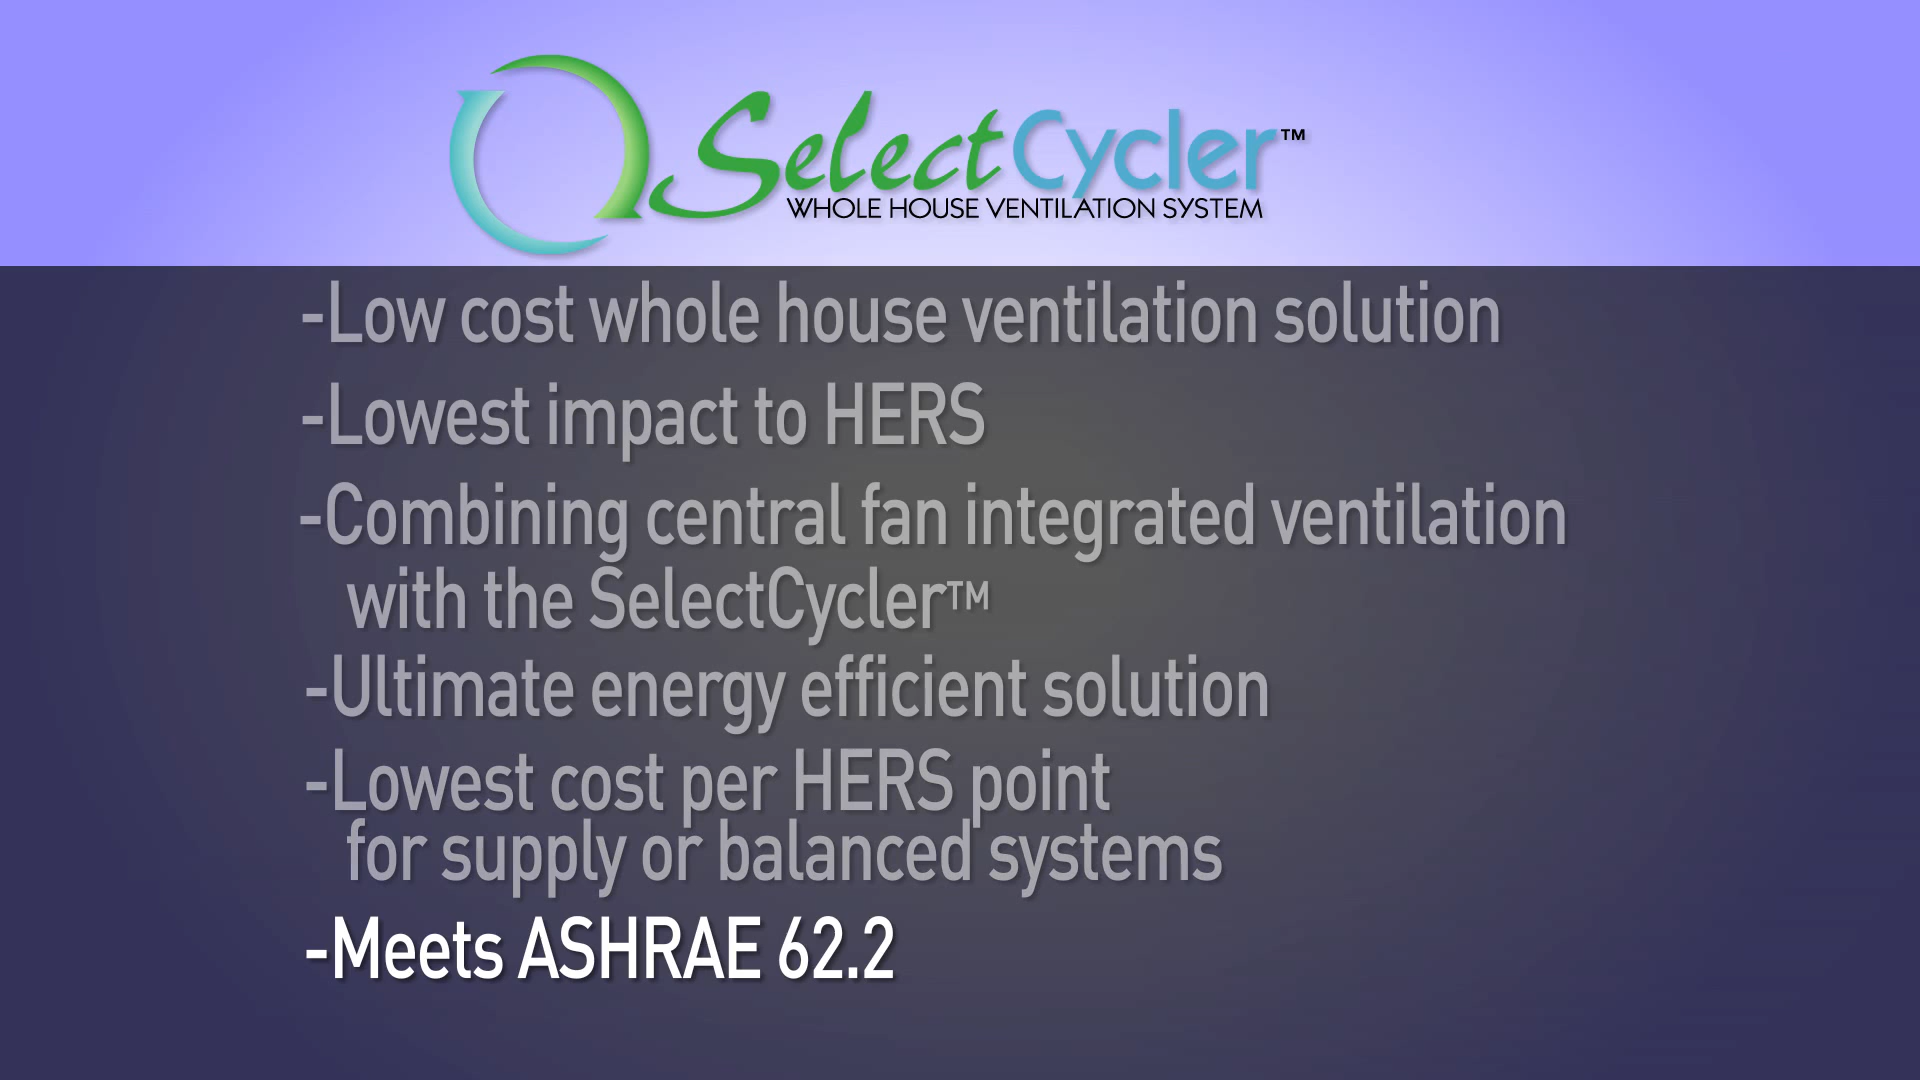 SelectCycler™
WHOLE HOUSE VENTILATION SYSTEM
-Low cost whole house ventilation solution
-Lowest impact to HERS
-Combining central fan integrated ventilation
with the SelectCycler™
-Ultimate energy efficient solution
-Lowest cost per HERS point
for supply or balanced systems
-Meets ASHRAE 62.2